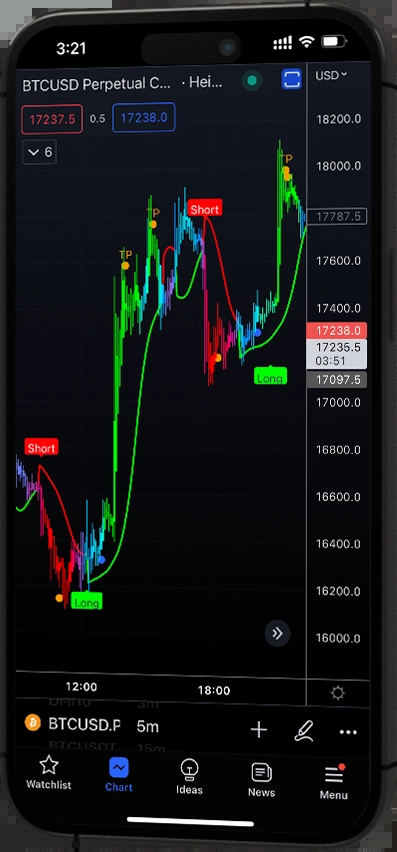 3:21
BTCUSD Perpetual C... · Hei...
USD
17237.5 0.5 17238.0
6
18200.0
18000.0
17787.5
17600.0
17400.0
17238.0
17235.5
03:51
17097.5
17000.0
16800.0
16600.0
16400.0
16200.0
16000.0
TP
TP
TP
Short
Long
Short
Long
12:00 18:00
3m
BTCUSD.P 5m
BTCUSDT 15m
Watchlist Chart Ideas News Menu